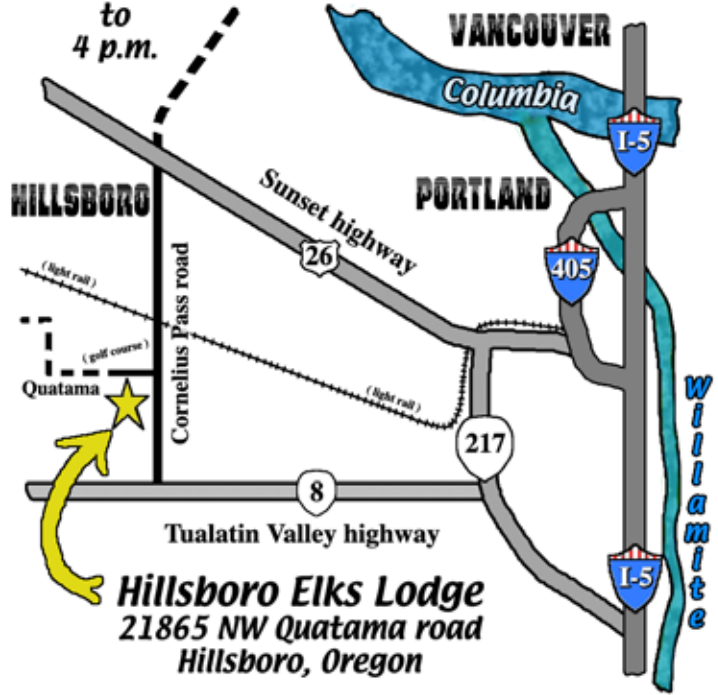 to
4 p.m.
VANCOUVER
Columbia
I-5
HILLSBORO
PORTLAND
Sunset highway
26
405
( light rail )
Cornelius Pass road
( golf course )
Quatama
( light rail )
217
Willamite
8
Tualatin Valley highway
I-5
Hillsboro Elks Lodge
21865 NW Quatama road
Hillsboro, Oregon